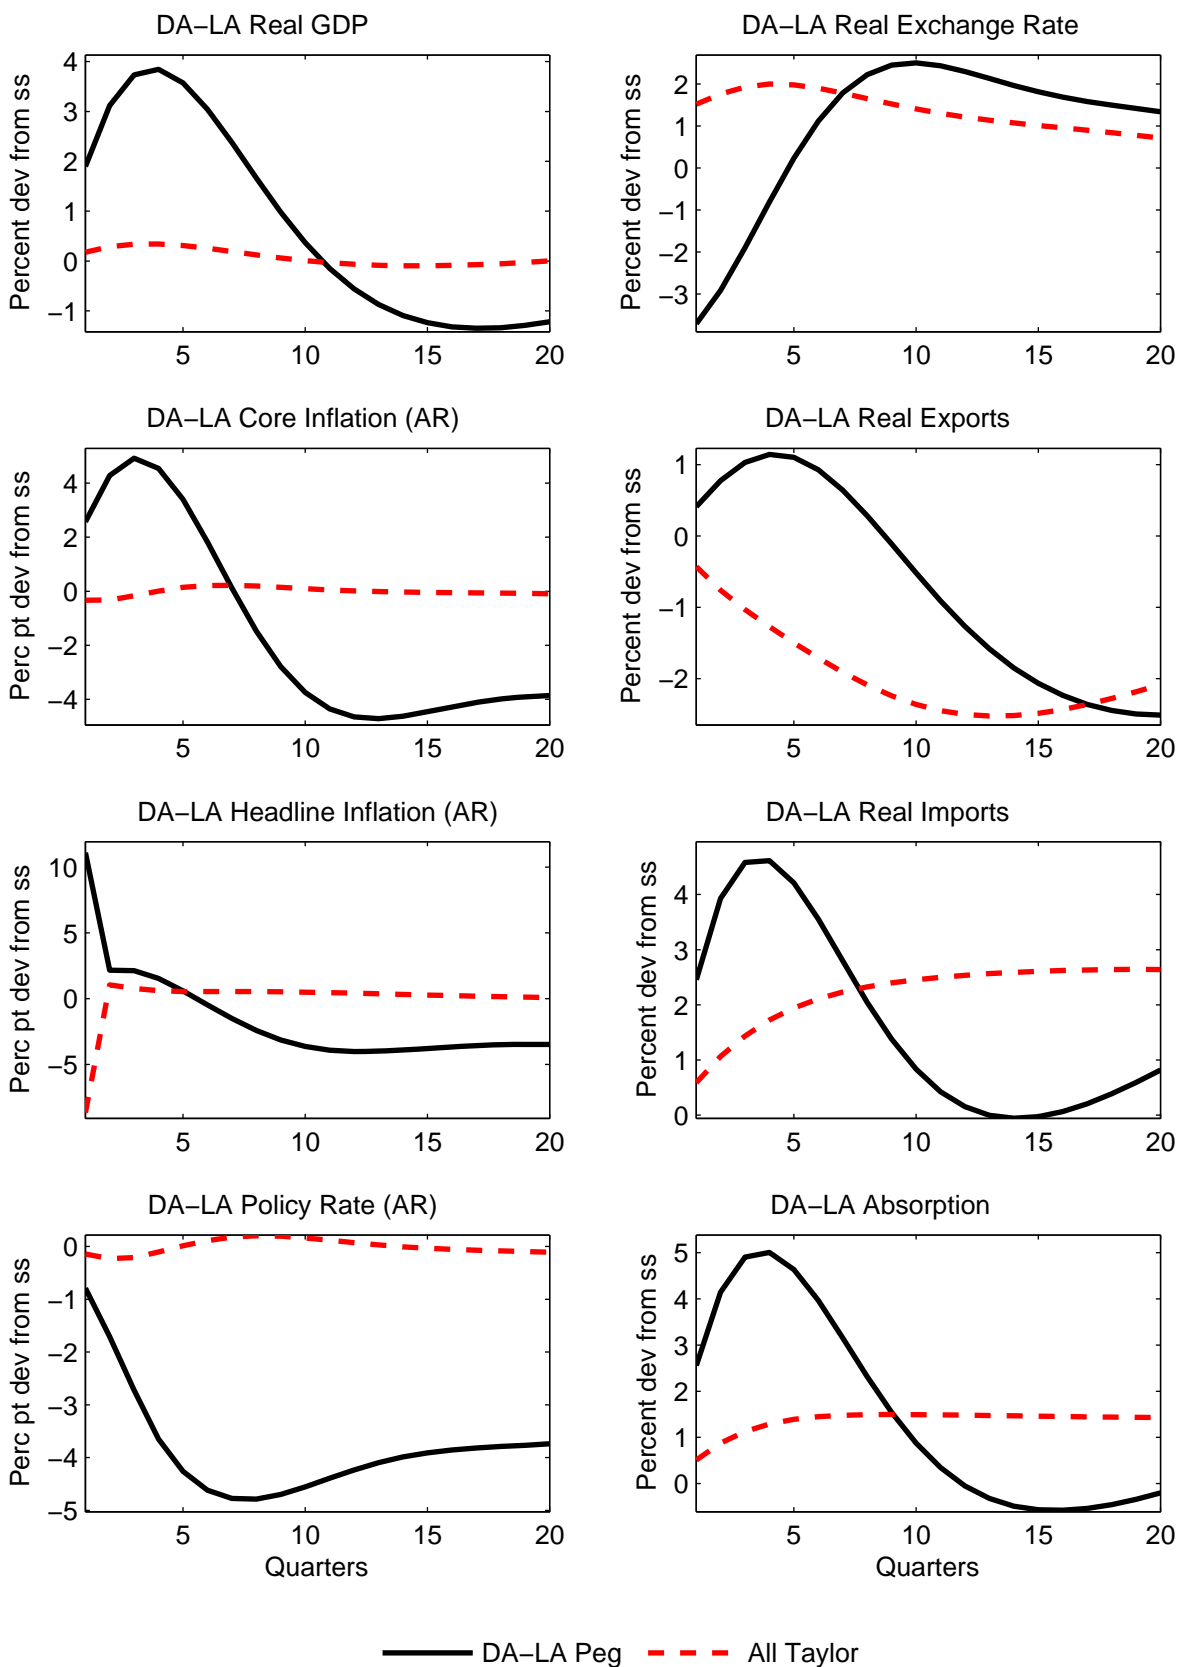 DA−LA Real GDP
Percent dev from ss
4
3
2
1
0
−1
5 10 15 20
DA−LA Real Exchange Rate
Percent dev from ss
2
1
0
−1
−2
−3
5 10 15 20
DA−LA Core Inflation (AR)
Perc pt dev from ss
4
2
0
−2
−4
5 10 15 20
DA−LA Real Exports
Percent dev from ss
1
0
−1
−2
5 10 15 20
DA−LA Headline Inflation (AR)
Perc pt dev from ss
10
5
0
−5
5 10 15 20
DA−LA Real Imports
Percent dev from ss
4
3
2
1
0
5 10 15 20
DA−LA Policy Rate (AR)
Perc pt dev from ss
0
−1
−2
−3
−4
−5
5 10 15 20
Quarters
DA−LA Absorption
Percent dev from ss
5
4
3
2
1
0
5 10 15 20
Quarters
DA−LA Peg All Taylor